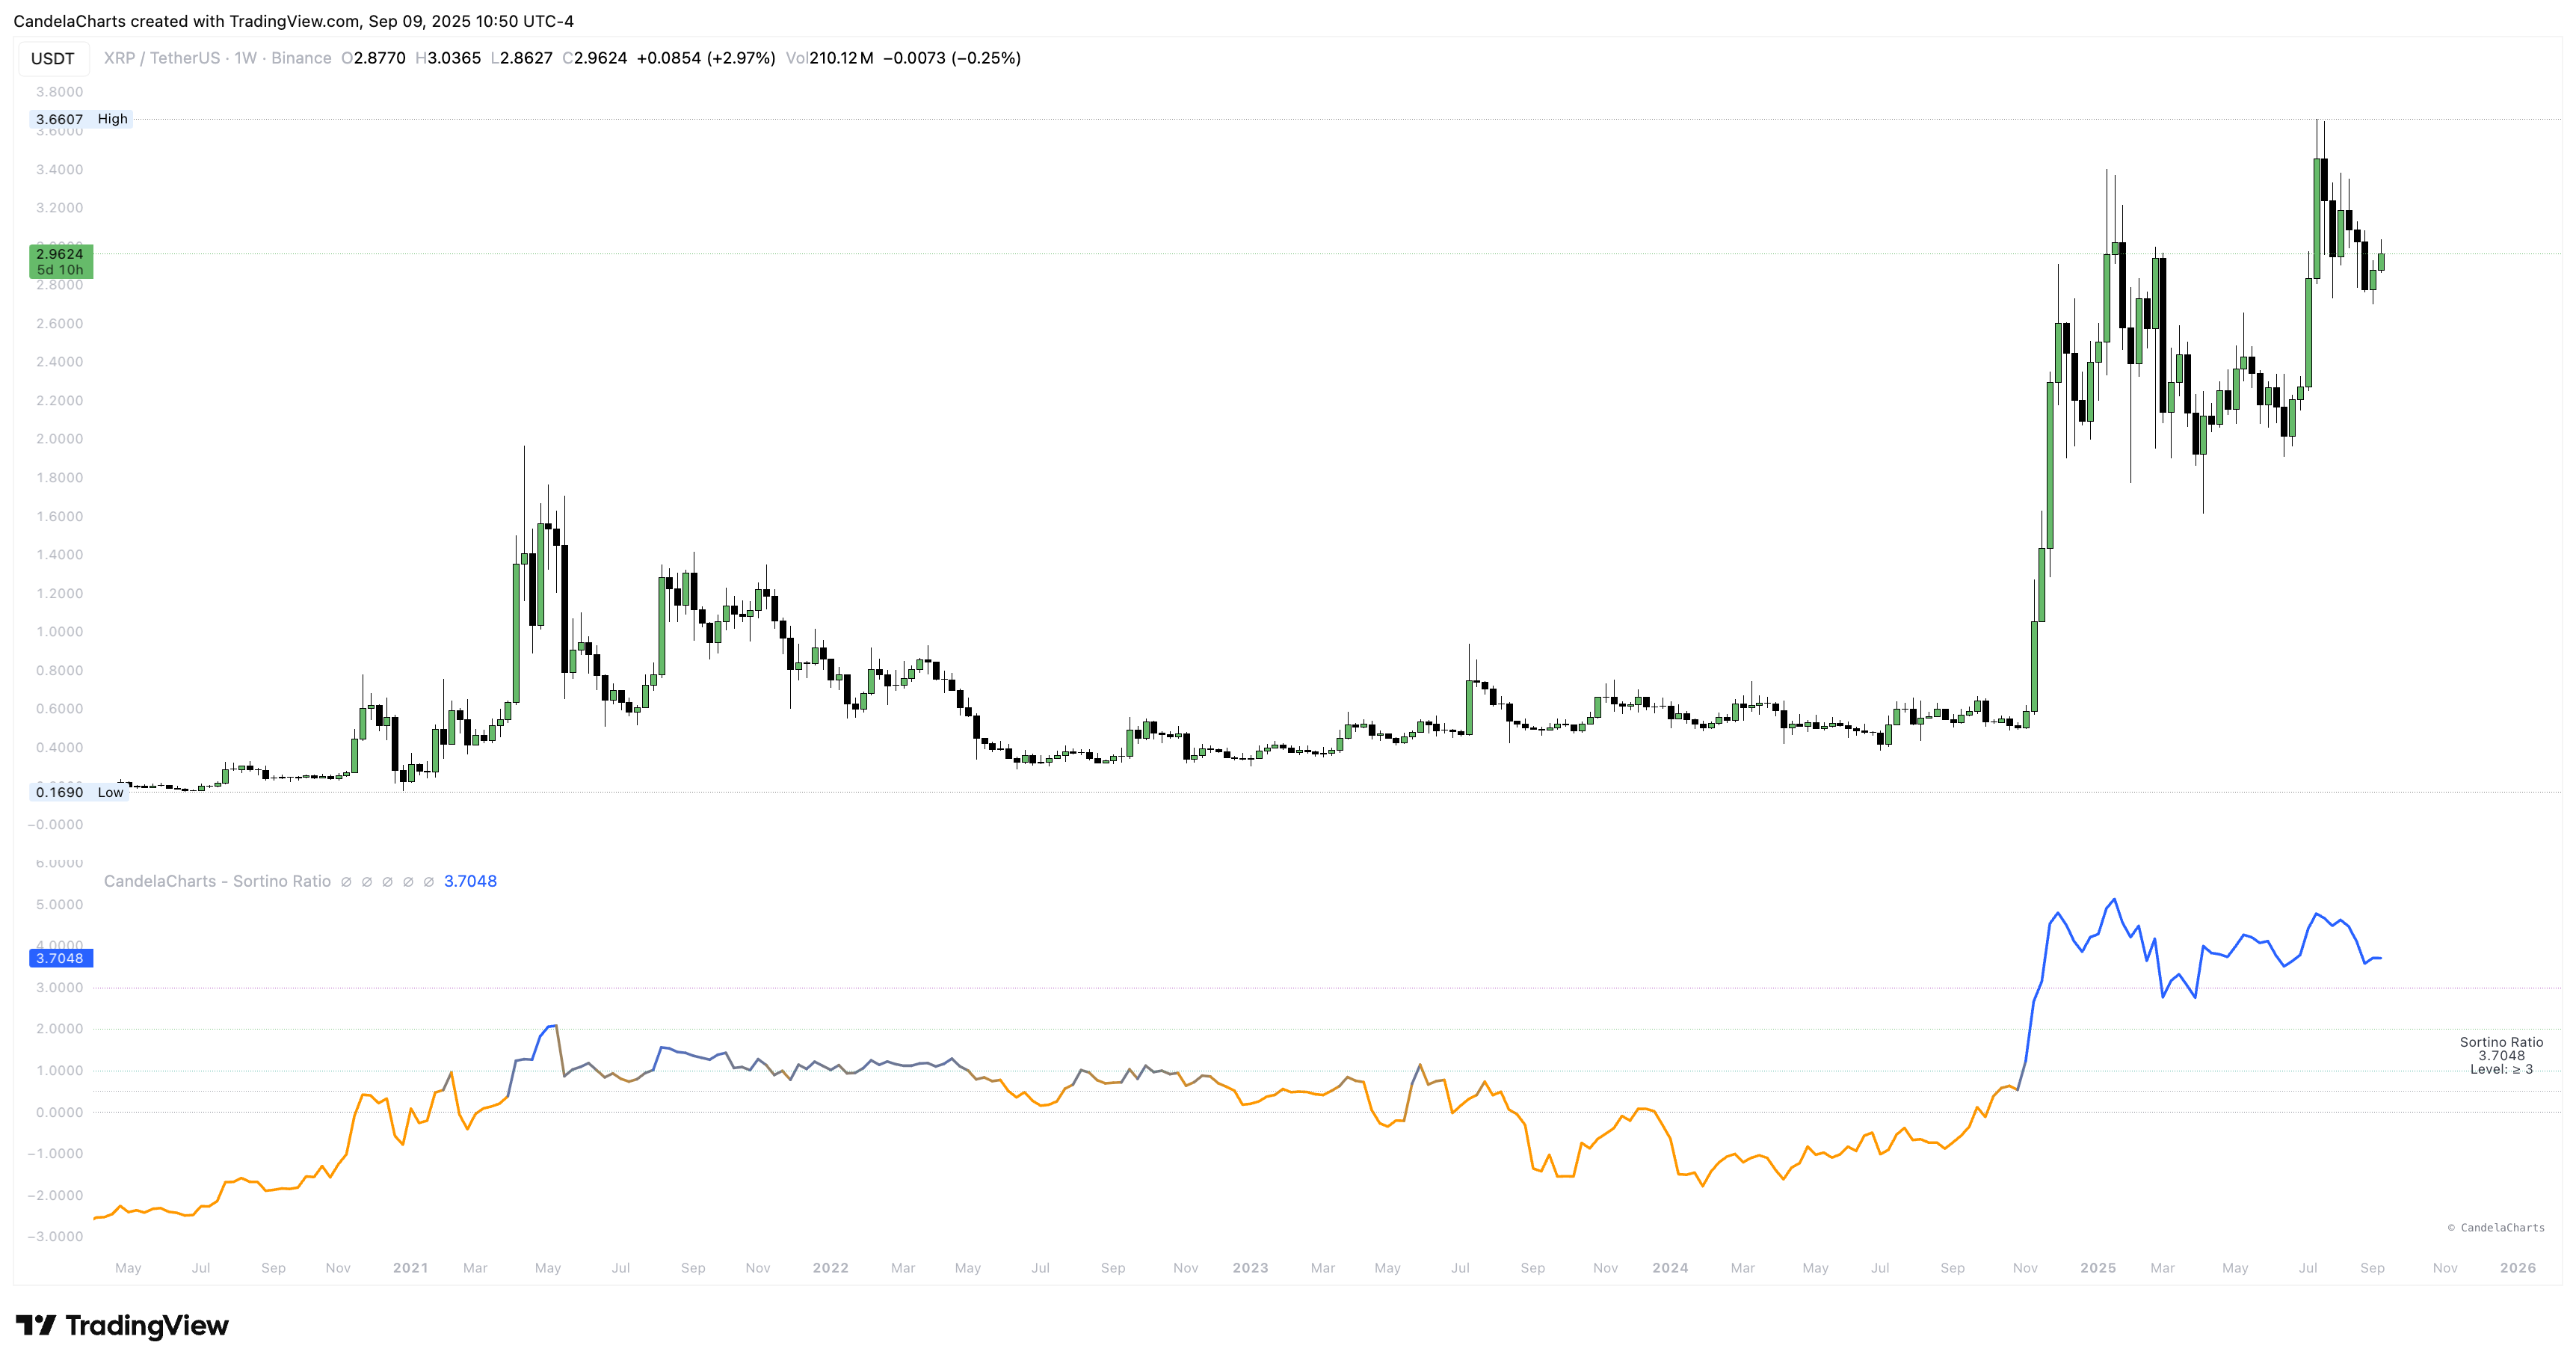 CandelaCharts created with TradingView.com, Sep 09, 2025 10:50 UTC-4
USDT XRP / TetherUS · 1W · Binance O2.8770 H3.0365 L2.8627 C2.9624 +0.0854 (+2.97%) Vol210.12M −0.0073 (−0.25%)
3.8000
3.6607 High
3.6000
3.4000
3.2000
2.9624
5d 10h
2.8000
2.6000
2.4000
2.2000
2.0000
1.8000
1.6000
1.4000
1.2000
1.0000
0.8000
0.6000
0.4000
0.1690 Low
−0.0000
6.0000
CandelaCharts - Sortino Ratio ∅ ∅ ∅ ∅ ∅ 3.7048
5.0000
4.0000
3.7048
3.0000
2.0000
Sortino Ratio
3.7048
Level: ≥ 3
1.0000
0.0000
−1.0000
−2.0000
−3.0000
© CandelaCharts
May Jul Sep Nov 2021 Mar May Jul Sep Nov 2022 Mar May Jul Sep Nov 2023 Mar May Jul Sep Nov 2024 Mar May Jul Sep Nov 2025 Mar May Jul Sep Nov 2026
TradingView